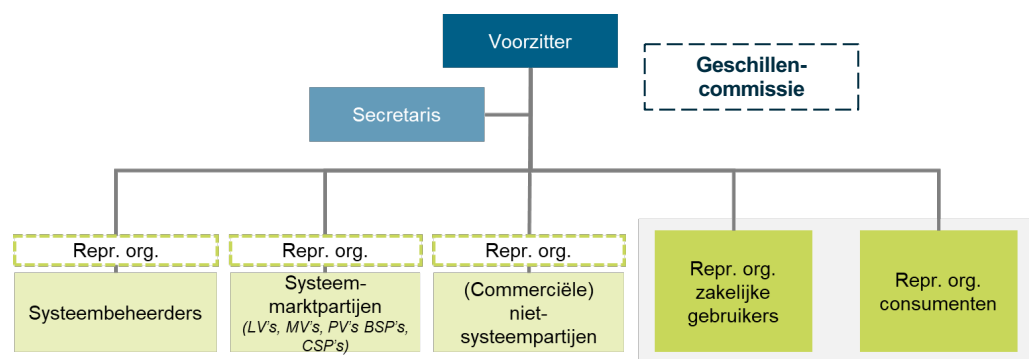 Voorzitter
Geschillen-
commissie
Secretaris
Repr. org.
Systeembeheerders
Repr. org.
Systeem-
marktpartijen
(LV's, MV's, PV's BSP's,
CSP's)
Repr. org.
(Commerciële)
niet-
systeempartijen
Repr. org.
zakelijke
gebruikers
Repr. org.
consumenten